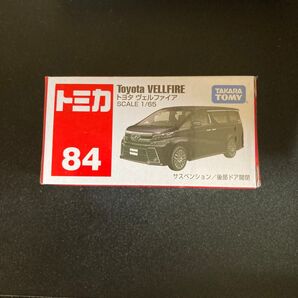 トミカ
84
Toyota VELLFIRE
トヨタ ヴェルファイア
SCALE 1/65
TAKARA
TOMY
サスペンション/後部ドア開閉